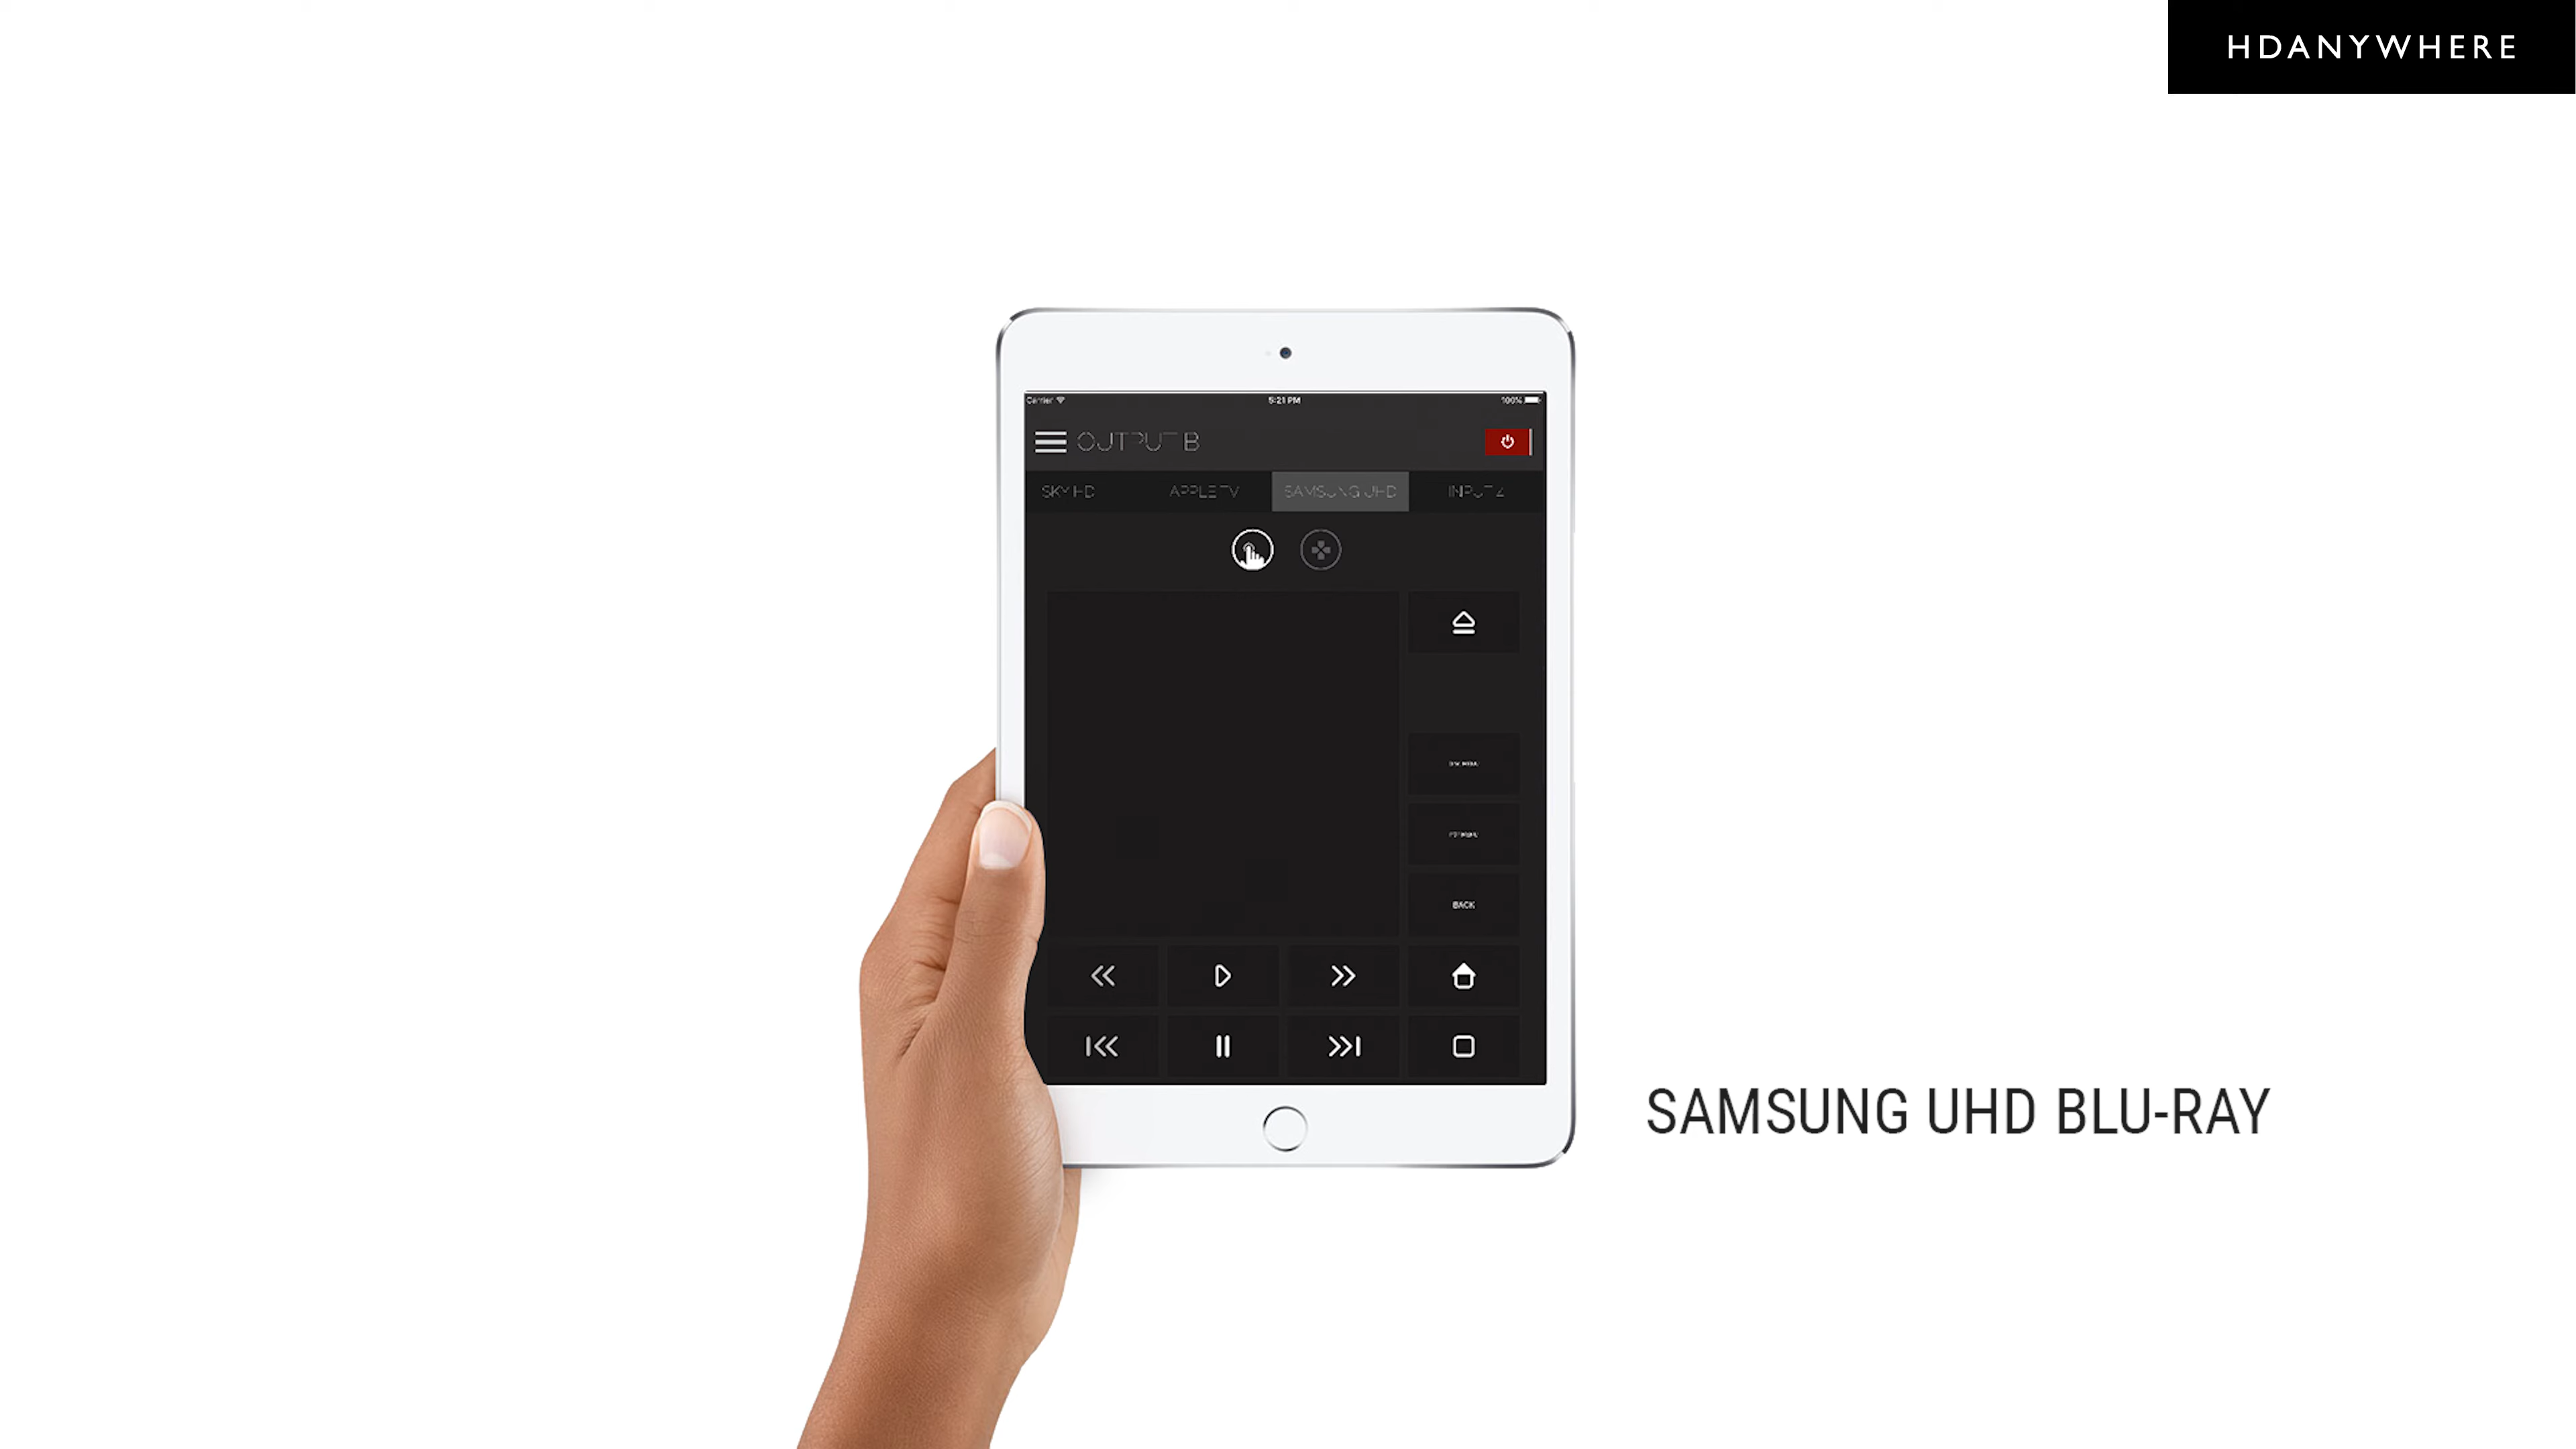 HDANYWHERE
Carrier 5:21 PM 100%
OUTPUT B
SKY HD APPLE TV SAMSUNG UHD INPUT 4
BACK
SAMSUNG UHD BLU-RAY